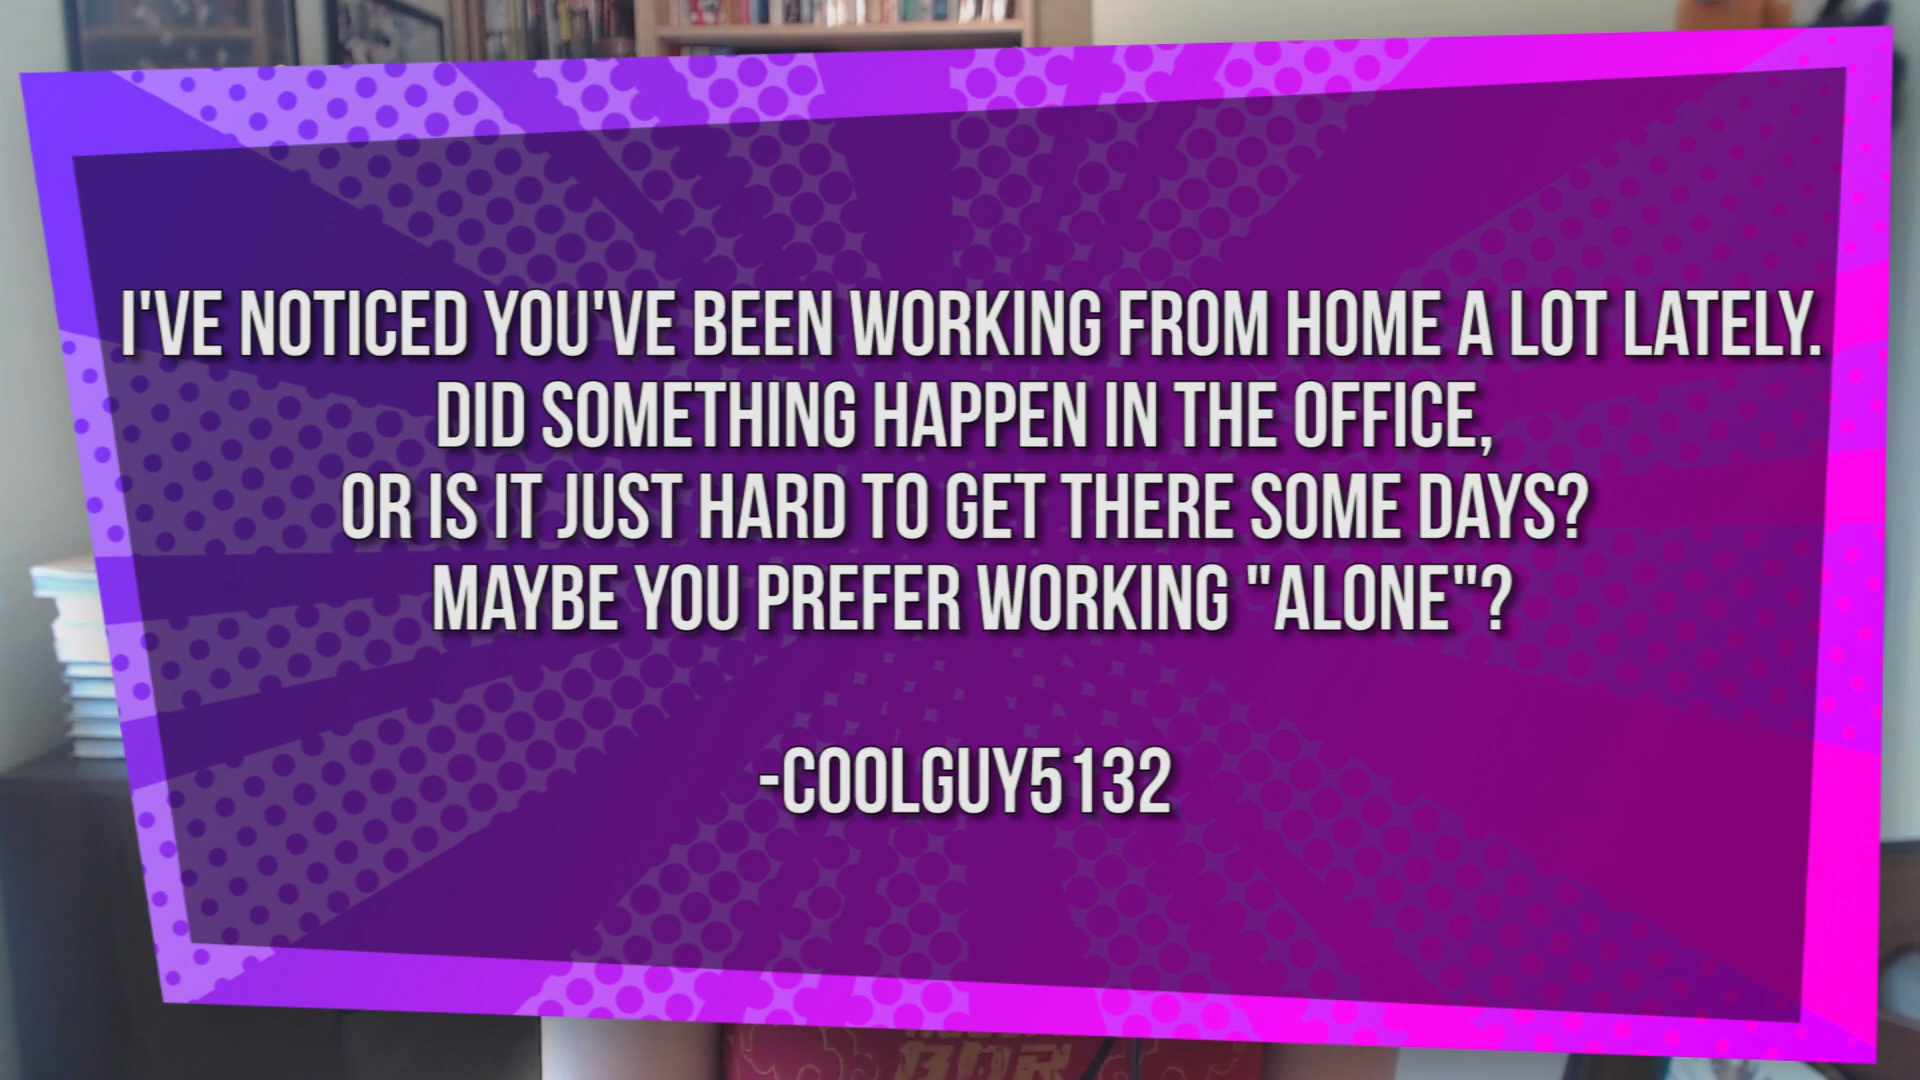 I'VE NOTICED YOU'VE BEEN WORKING FROM HOME A LOT LATELY.
DID SOMETHING HAPPEN IN THE OFFICE,
OR IS IT JUST HARD TO GET THERE SOME DAYS?
MAYBE YOU PREFER WORKING "ALONE"?
-COOLGUY5132